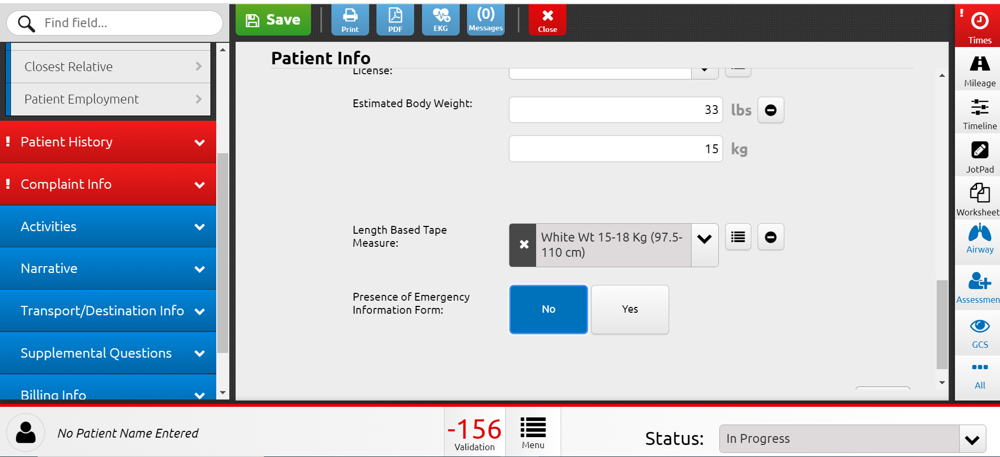 Find field...
Save
Print
PDF
EKG
(0)
Messages
Close
! Times
Closest Relative
Patient Employment
! Patient History
! Complaint Info
Activities
Narrative
Transport/Destination Info
Supplemental Questions
Billing Info
Patient Info
License:
Estimated Body Weight:
33 lbs
15 kg
Length Based Tape
Measure:
White Wt 15-18 Kg (97.5-
110 cm)
Presence of Emergency
Information Form:
No
Yes
Mileage
Timeline
JotPad
Worksheet
Airway
Assessmen
GCS
All
No Patient Name Entered
-156
Validation
Menu
Status:
In Progress